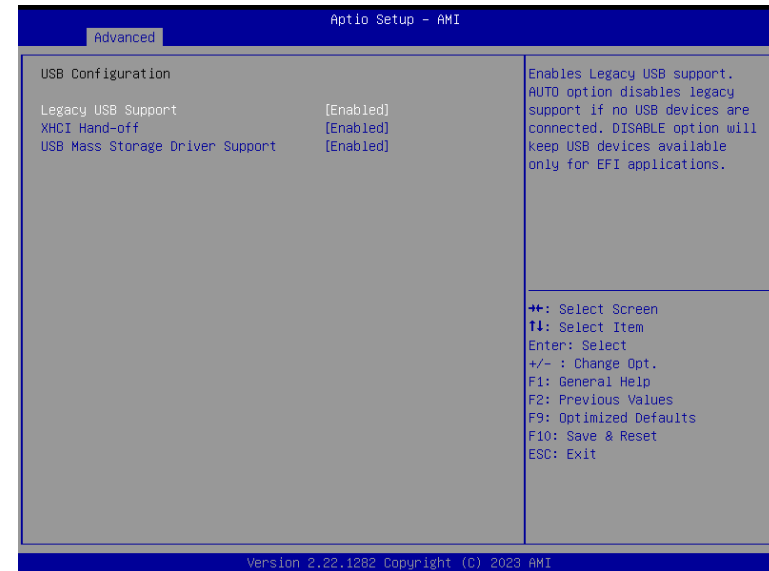 Aptio Setup - AMI
Advanced
USB Configuration
Legacy USB Support [Enabled]
XHCI Hand-off [Enabled]
USB Mass Storage Driver Support [Enabled]
Enables Legacy USB support.
AUTO option disables legacy
support if no USB devices are
connected. DISABLE option will
keep USB devices available
only for EFI applications.
→←: Select Screen
↑↓: Select Item
Enter: Select
+/- : Change Opt.
F1: General Help
F2: Previous Values
F9: Optimized Defaults
F10: Save & Reset
ESC: Exit
Version 2.22.1282 Copyright (C) 2023 AMI